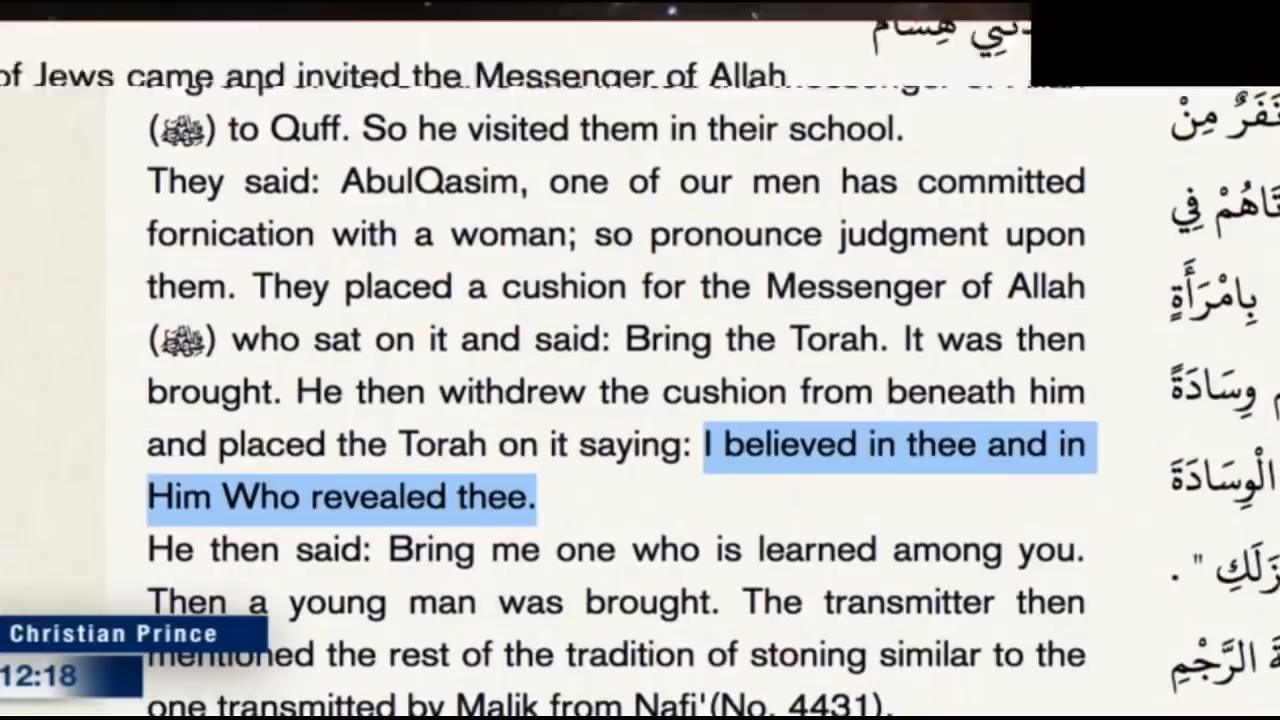 دثني هِشَامُ
of Jews came and invited the Messenger of Allah
(ﷺ) to Quff. So he visited them in their school.
They said: AbulQasim, one of our men has committed
fornication with a woman; so pronounce judgment upon
them. They placed a cushion for the Messenger of Allah
(ﷺ) who sat on it and said: Bring the Torah. It was then
brought. He then withdrew the cushion from beneath him
and placed the Torah on it saying: I believed in thee and in
Him Who revealed thee.
He then said: Bring me one who is learned among you.
Then a young man was brought. The transmitter then
mentioned the rest of the tradition of stoning similar to the
one transmitted by Malik from Nafi'(No. 4431).
نَفَرٌ مِنْ
تَاهُمْ فِي
بِامْرَأَةٍ
وِسَادَةً
الْوِسَادَةَ
زَلَكِ " .
الرَّجْمِ
Christian Prince
12:18